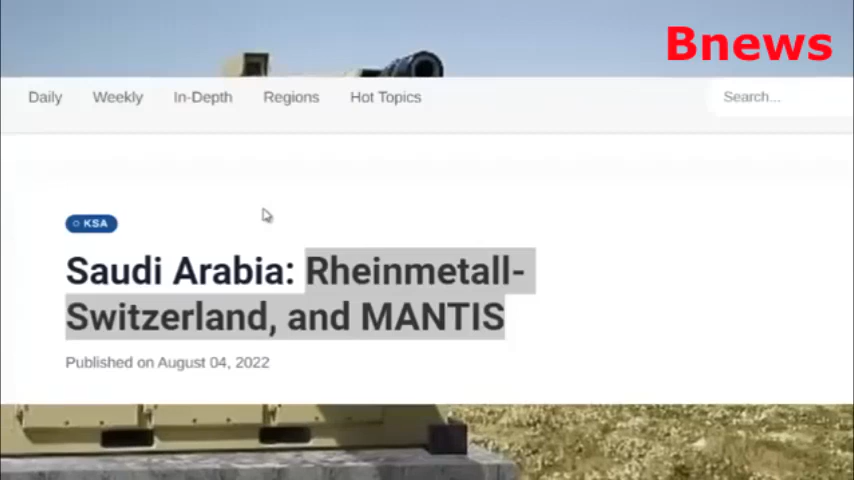 Bnews
Daily Weekly In-Depth Regions Hot Topics Search...
KSA
Saudi Arabia: Rheinmetall-
Switzerland, and MANTIS
Published on August 04, 2022